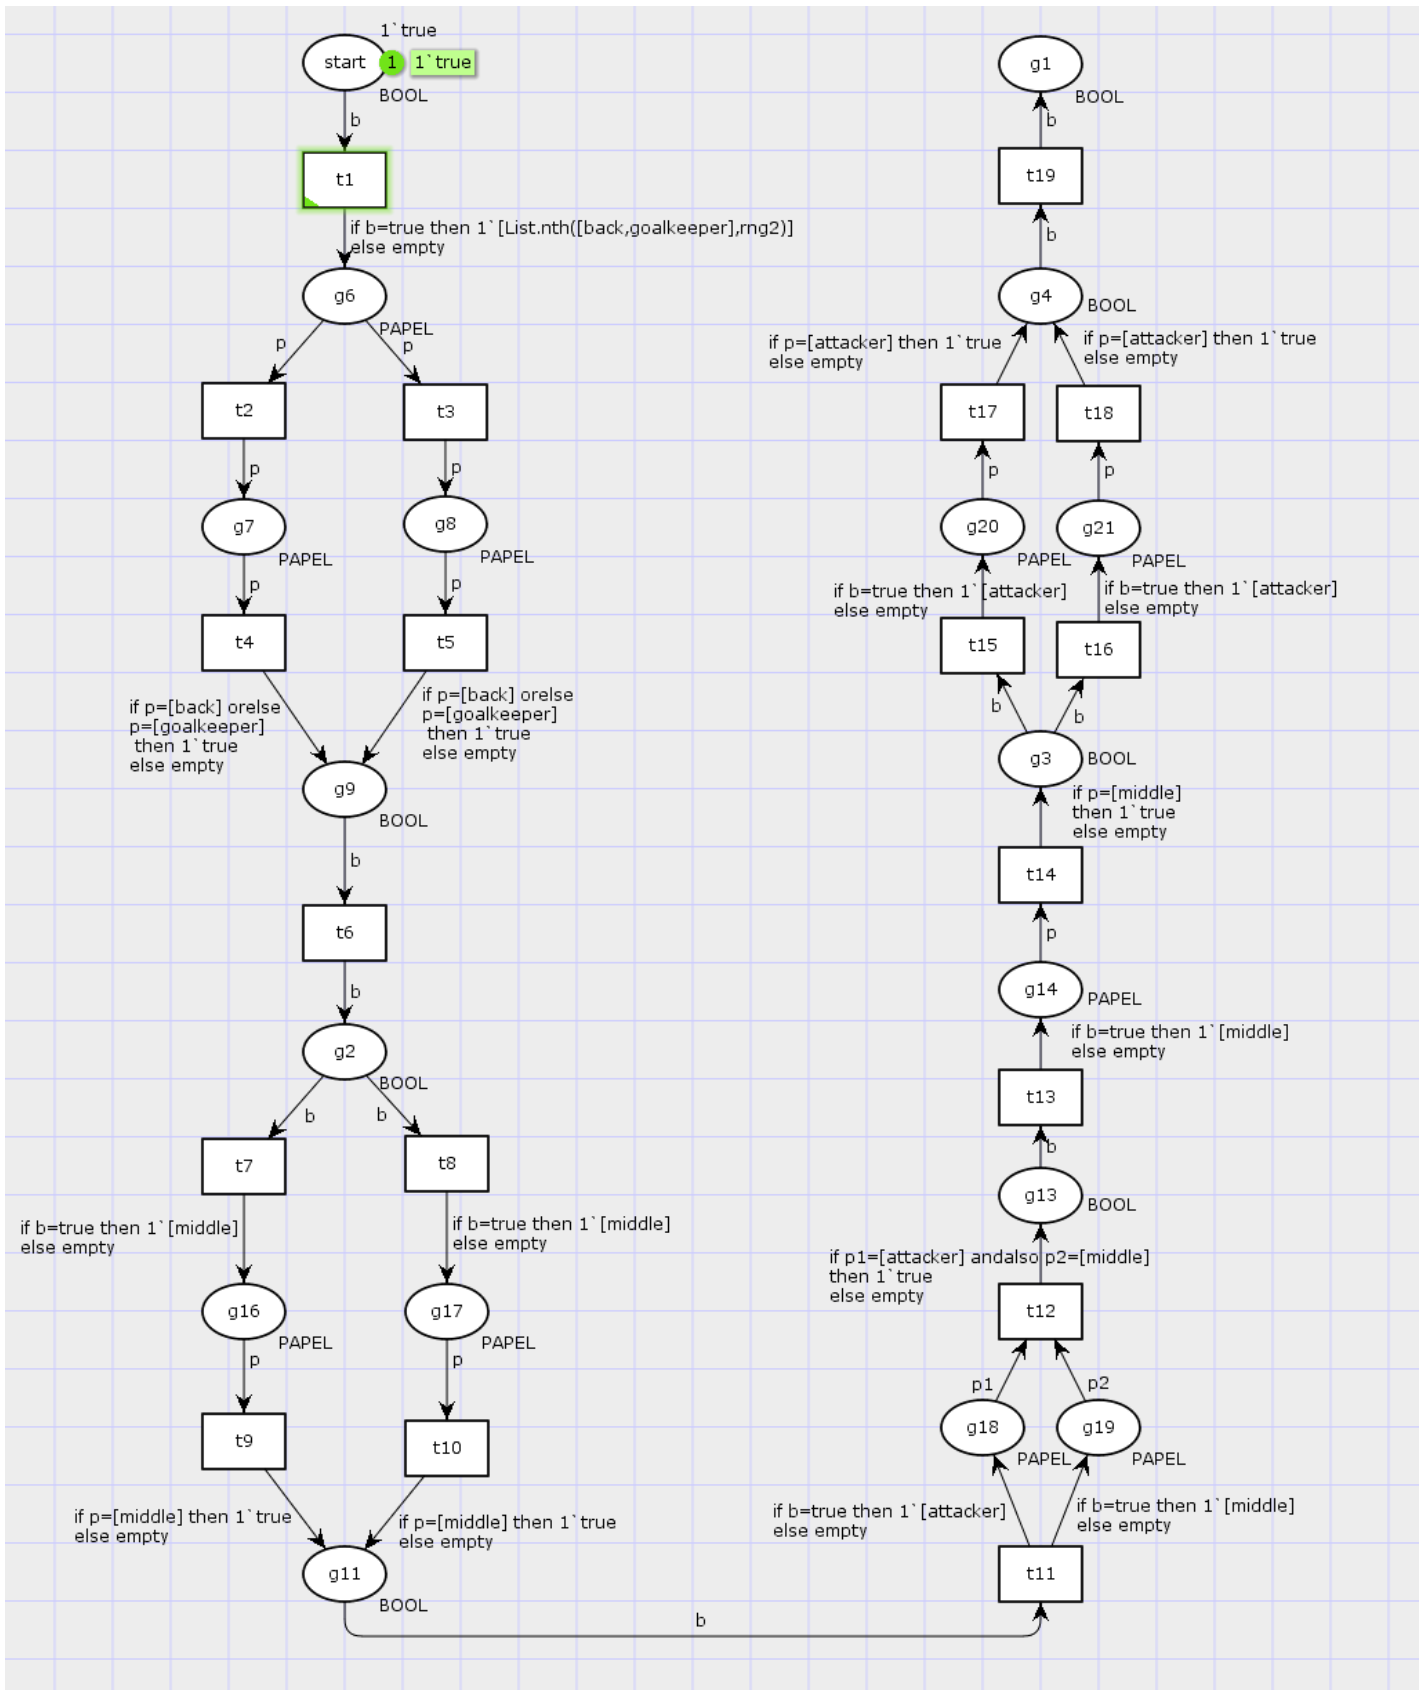 1`true
start
1
1`true
BOOL
b
t1
if b=true then 1`[List.nth([back,goalkeeper],rng2)]
else empty
g6
PAPEL
p
p
t2
t3
p
p
g7
g8
PAPEL
PAPEL
p
p
t4
t5
if p=[back] orelse
p=[goalkeeper]
then 1`true
else empty
if p=[back] orelse
p=[goalkeeper]
then 1`true
else empty
g9
BOOL
b
t6
b
g2
BOOL
b
b
t7
t8
if b=true then 1`[middle]
else empty
if b=true then 1`[middle]
else empty
g16
g17
PAPEL
PAPEL
p
p
t9
t10
if p=[middle] then 1`true
else empty
if p=[middle] then 1`true
else empty
g11
BOOL
b
t11
if b=true then 1`[attacker]
else empty
if b=true then 1`[middle]
else empty
g18
g19
PAPEL
PAPEL
p1
p2
t12
if p1=[attacker] andalso p2=[middle]
then 1`true
else empty
g13
BOOL
b
t13
if b=true then 1`[middle]
else empty
g14
PAPEL
p
t14
if p=[middle]
then 1`true
else empty
g3
BOOL
b
b
t15
t16
if b=true then 1`[attacker]
else empty
if b=true then 1`[attacker]
else empty
g20
g21
PAPEL
PAPEL
p
p
t17
t18
if p=[attacker] then 1`true
else empty
if p=[attacker] then 1`true
else empty
g4
BOOL
b
t19
b
g1
BOOL